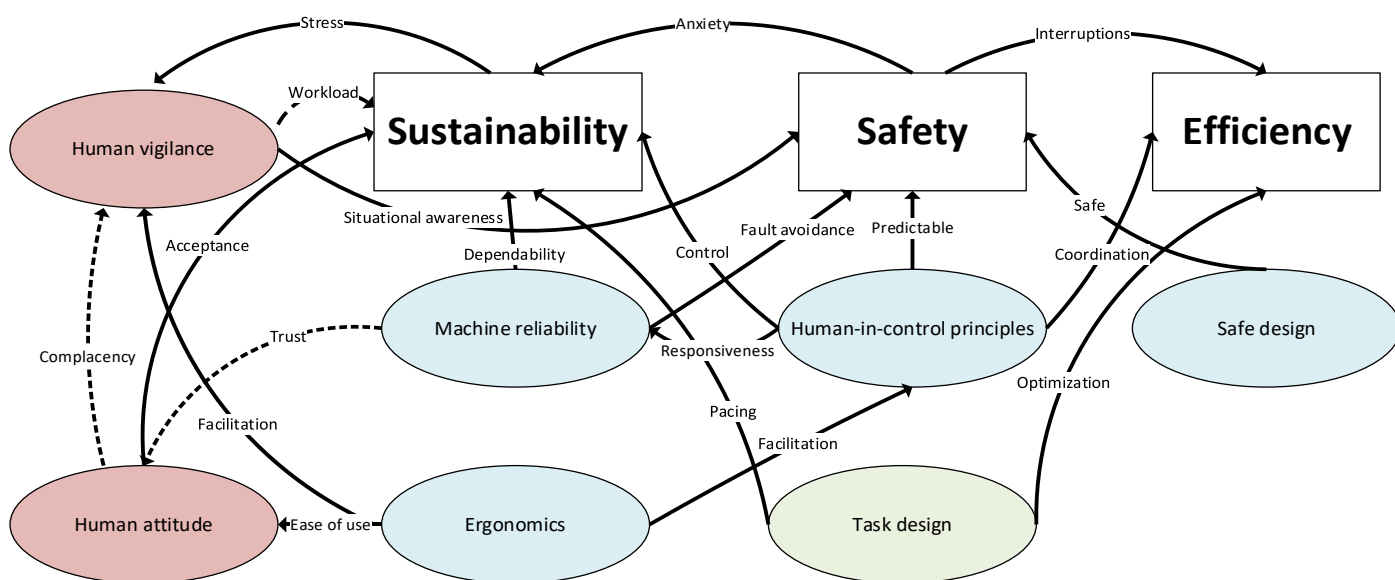 Stress
Anxiety
Interruptions
Workload
Sustainability
Safety
Efficiency
Human vigilance
Situational awareness
Safe
Acceptance
Fault avoidance
Predictable
Dependability
Control
Coordination
Machine reliability
Human-in-control principles
Safe design
Trust
Responsiveness
Complacency
Optimization
Pacing
Facilitation
Facilitation
Human attitude
Ease of use
Ergonomics
Task design